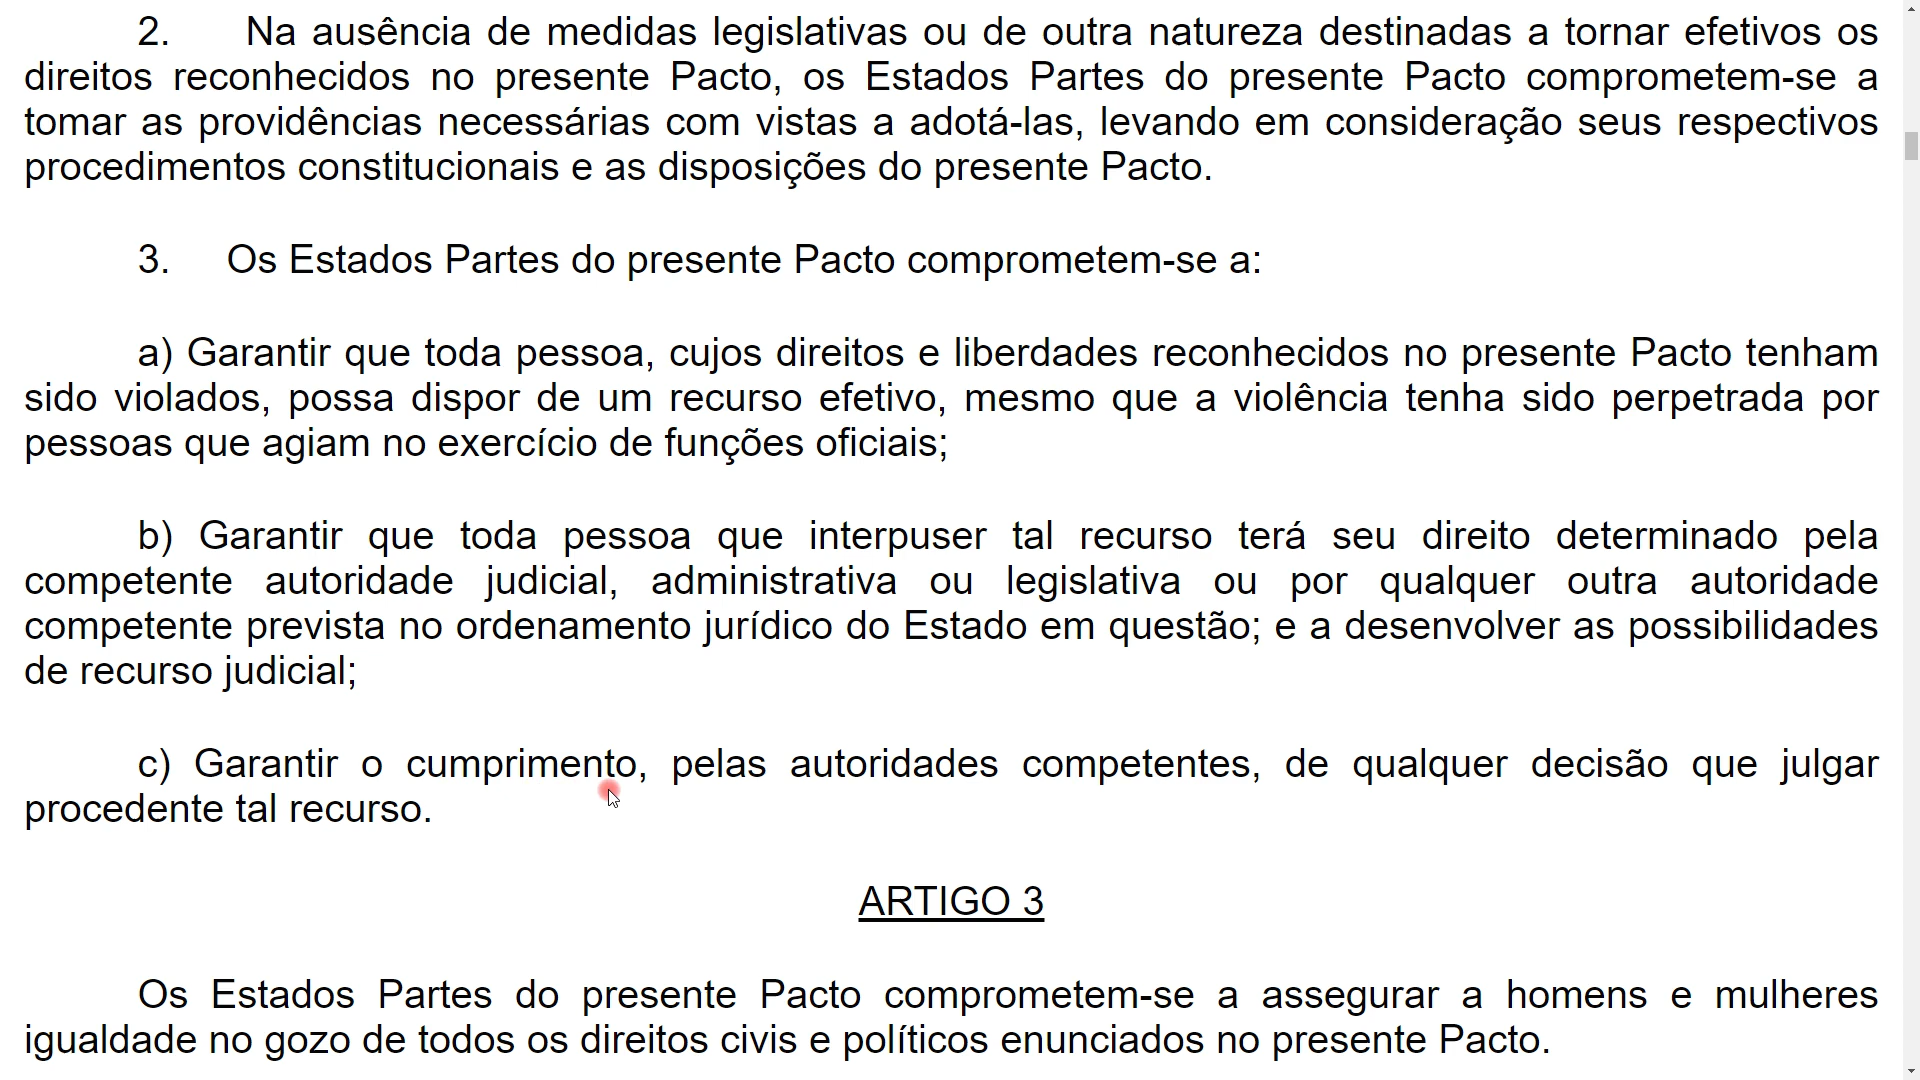 2. Na ausência de medidas legislativas ou de outra natureza destinadas a tornar efetivos os
direitos reconhecidos no presente Pacto, os Estados Partes do presente Pacto comprometem-se a
tomar as providências necessárias com vistas a adotá-las, levando em consideração seus respectivos
procedimentos constitucionais e as disposições do presente Pacto.
3. Os Estados Partes do presente Pacto comprometem-se a:
a) Garantir que toda pessoa, cujos direitos e liberdades reconhecidos no presente Pacto tenham
sido violados, possa dispor de um recurso efetivo, mesmo que a violência tenha sido perpetrada por
pessoas que agiam no exercício de funções oficiais;
b) Garantir que toda pessoa que interpuser tal recurso terá seu direito determinado pela
competente autoridade judicial, administrativa ou legislativa ou por qualquer outra autoridade
competente prevista no ordenamento jurídico do Estado em questão; e a desenvolver as possibilidades
de recurso judicial;
c) Garantir o cumprimento, pelas autoridades competentes, de qualquer decisão que julgar
procedente tal recurso.
ARTIGO 3
Os Estados Partes do presente Pacto comprometem-se a assegurar a homens e mulheres
igualdade no gozo de todos os direitos civis e políticos enunciados no presente Pacto.